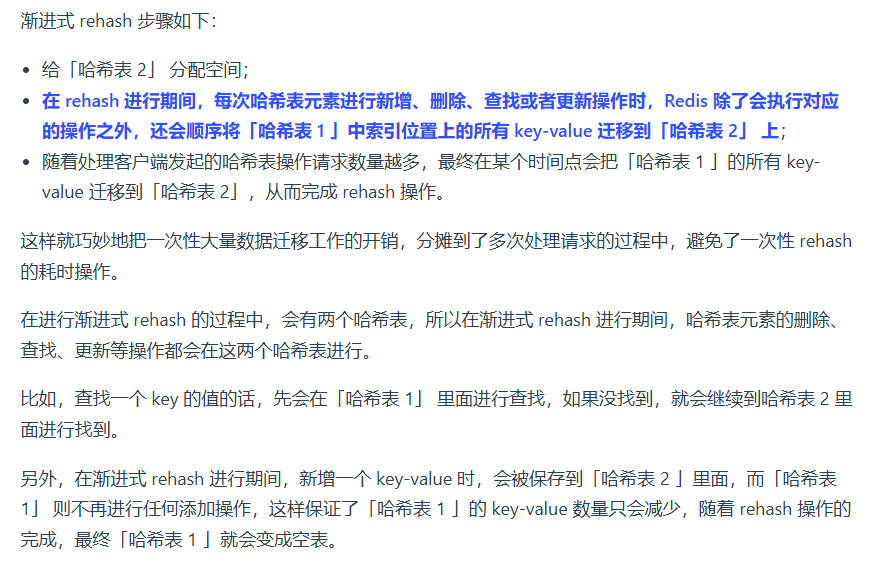 渐进式 rehash 步骤如下：
• 给「哈希表 2」 分配空间；
• 在 rehash 进行期间，每次哈希表元素进行新增、删除、查找或者更新操作时，Redis 除了会执行对应
的操作之外，还会顺序将「哈希表 1 」中索引位置上的所有 key-value 迁移到「哈希表 2」 上；
• 随着处理客户端发起的哈希表操作请求数量越多，最终在某个时间点会把「哈希表 1 」的所有 key-
value 迁移到「哈希表 2」，从而完成 rehash 操作。
这样就巧妙地把一次性大量数据迁移工作的开销，分摊到了多次处理请求的过程中，避免了一次性 rehash
的耗时操作。
在进行渐进式 rehash 的过程中，会有两个哈希表，所以在渐进式 rehash 进行期间，哈希表元素的删除、
查找、更新等操作都会在这两个哈希表进行。
比如，查找一个 key 的值的话，先会在「哈希表 1」 里面进行查找，如果没找到，就会继续到哈希表 2 里
面进行找到。
另外，在渐进式 rehash 进行期间，新增一个 key-value 时，会被保存到「哈希表 2 」里面，而「哈希表
1」 则不再进行任何添加操作，这样保证了「哈希表 1 」的 key-value 数量只会减少，随着 rehash 操作的
完成，最终「哈希表 1 」就会变成空表。